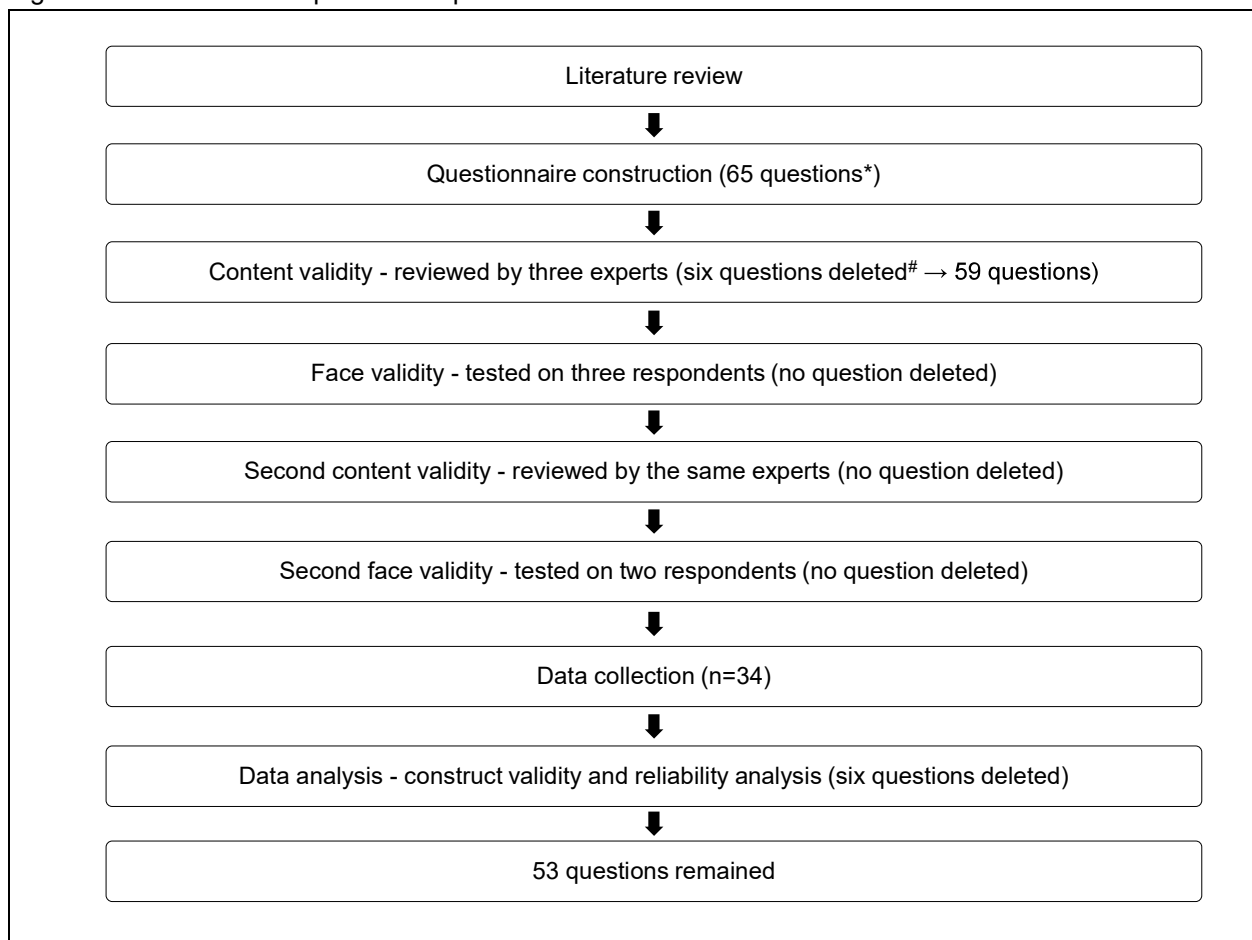 Literature review
Questionnaire construction (65 questions*)
Content validity - reviewed by three experts (six questions deleted# → 59 questions)
Face validity - tested on three respondents (no question deleted)
Second content validity - reviewed by the same experts (no question deleted)
Second face validity - tested on two respondents (no question deleted)
Data collection (n=34)
Data analysis - construct validity and reliability analysis (six questions deleted)
53 questions remained